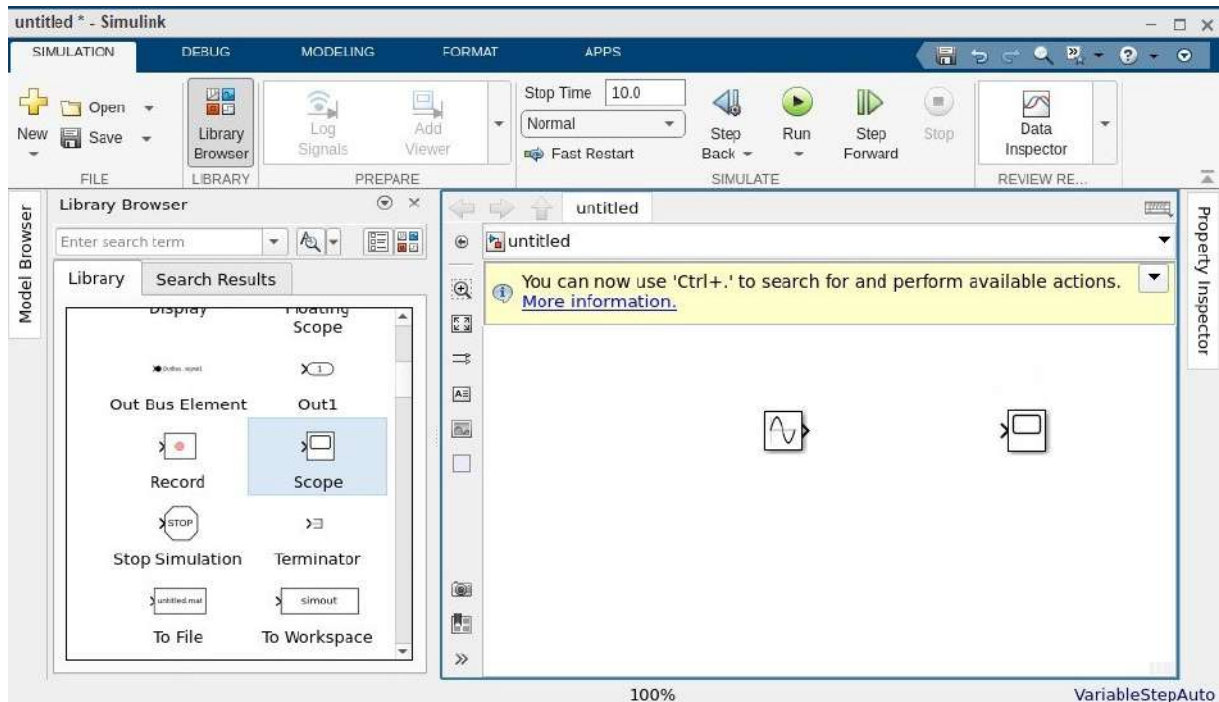 untitled * - Simulink
SIMULATION DEBUG MODELING FORMAT APPS
New
Open
Save
FILE
Library
Browser
LIBRARY
Log
Signals
Add
Viewer
PREPARE
Stop Time 10.0
Normal
Fast Restart
Step
Back
Run
Step
Forward
Stop
SIMULATE
Data
Inspector
REVIEW RE...
Model Browser
Library Browser
Enter search term
Library Search Results
Display Floating
Scope
Out Bus Element Out1
1
Record Scope
STOP
Stop Simulation Terminator
untitled.mat simout
To File To Workspace
untitled
untitled
You can now use 'Ctrl+.' to search for and perform available actions.
More information.
Property Inspector
100% VariableStepAuto